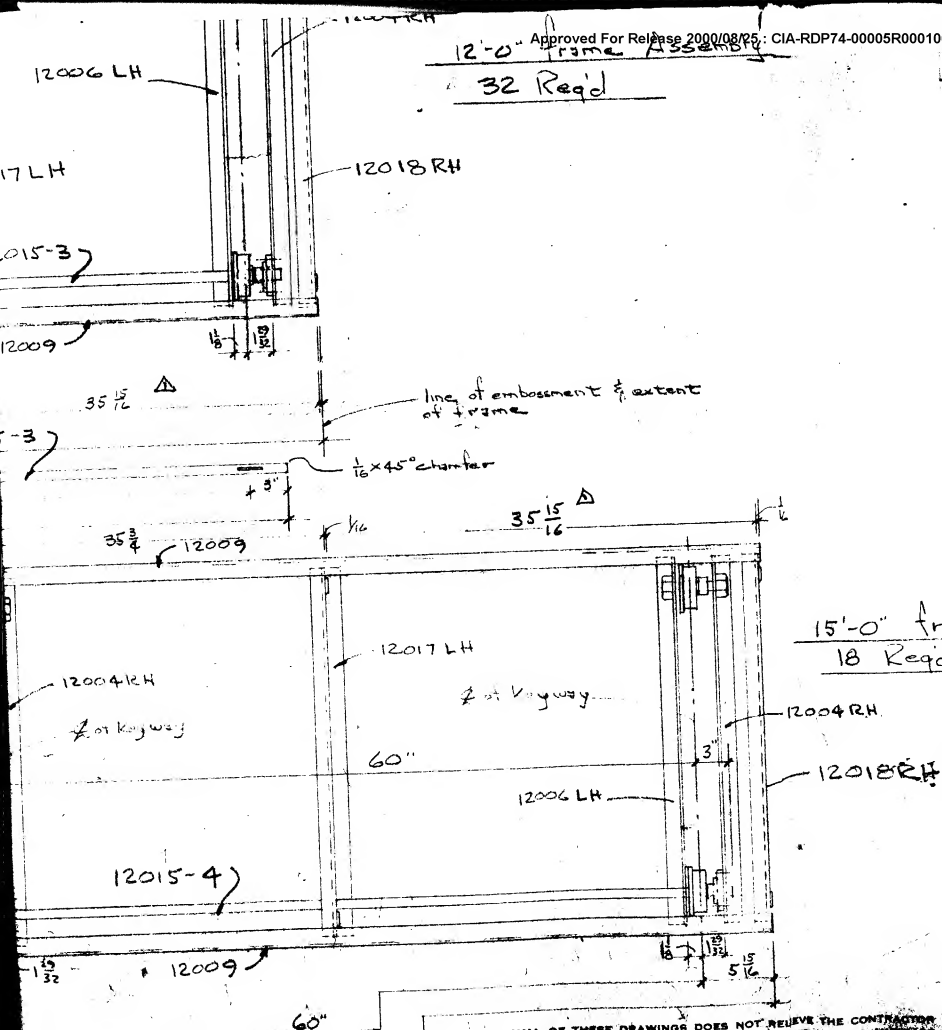 Approved For Release 2000/08/25 : CIA-RDP74-00005R00010
12'-0" frame Assembly
32 Req'd
12006 LH
17 LH
12018 RH
015-3
12009
1 1/8
1 29/32
35 15/16
line of embossment & extent
of frame
-3
1/16 x 45° chamfer
3"
35 3/4
12009
1/16
35 15/16
1/16
15'-0" fr
18 Req'd
12017 LH
12004 RH
℄ of keyway
℄ of keyway
12004 RH
60"
3"
12018 RH
12006 LH
12015-4
1 29/32
12009
1 1/8
1 29/32
5 15/16
60"
OF THESE DRAWINGS DOES NOT RELIEVE THE CONTRACTOR